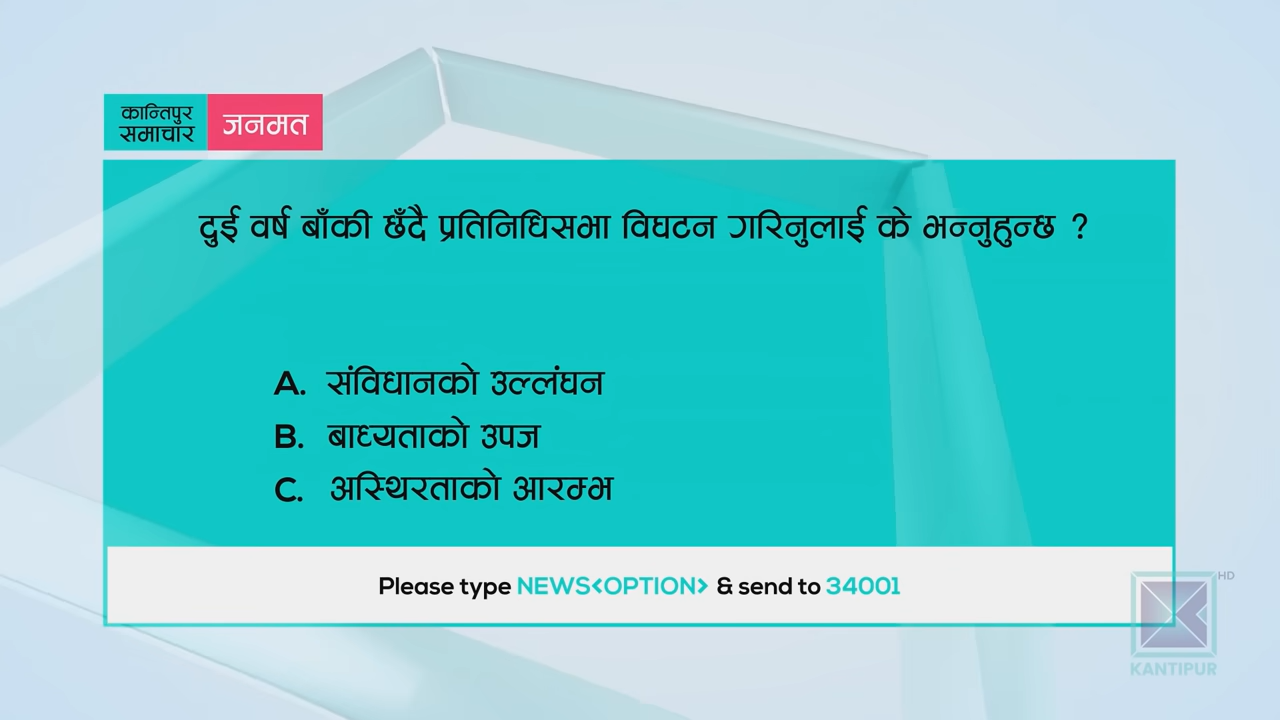 कान्तिपुर
समाचार
जनमत
दुई वर्ष बाँकी छँदै प्रतिनिधिसभा विघटन गरिनुलाई के भन्नुहुन्छ ?
A. संविधानको उल्लंघन
B. बाध्यताको उपज
C. अस्थिरताको आरम्भ
Please type NEWS<OPTION> & send to 34001
HD
KANTIPUR